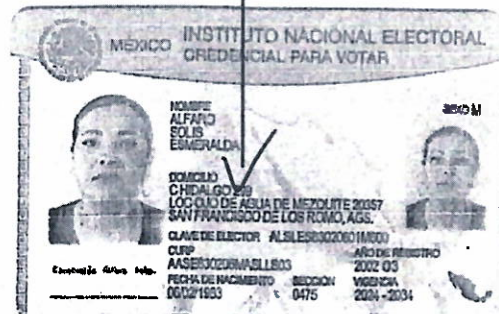 MÉXICO INSTITUTO NACIONAL ELECTORAL
CREDENCIAL PARA VOTAR
NOMBRE
ALFARO
SOLIS
ESMERALDA
SEXO M
DOMICILIO
C HIDALGO
LOC OJO DE AGUA DE MEZQUITE 20357
SAN FRANCISCO DE LOS ROMO, AGS.
CLAVE DE ELECTOR
CURP
AÑO DE REGISTRO
2002 03
FECHA DE NACIMIENTO
SECCIÓN
0475
VIGENCIA
2024 - 2034